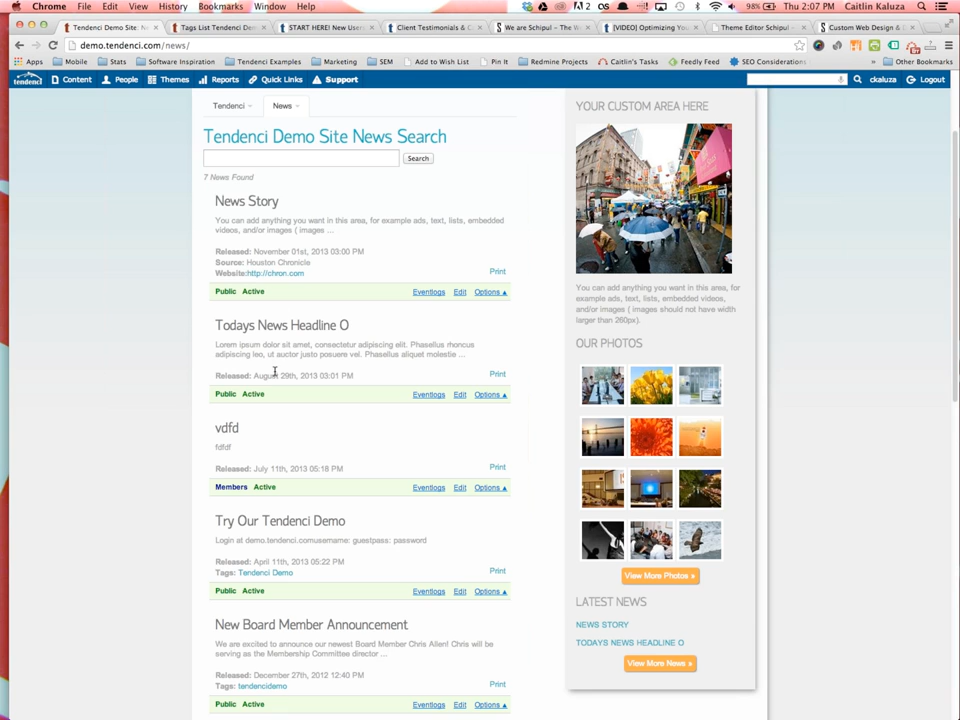 Chrome File Edit View History Bookmarks Window Help
98% Thu 2:07 PM Caitlin Kaluza
Tendenci Demo Site: N
Tags List Tendenci Demo
START HERE! New User
Client Testimonials & C
We are Schipul – The W
[VIDEO] Optimizing You
Theme Editor Schipul –
Custom Web Design & D
demo.tendenci.com/news/
Apps Mobile Stats Software Inspiration Tendenci Examples Marketing SEM Add to Wish List Pin It Redmine Projects Caitlin's Tasks Feedly Feed SEO Considerations » Other Bookmarks
tendenci Content People Themes Reports Quick Links Support ckaluza Logout
Tendenci News
Tendenci Demo Site News Search
Search
7 News Found
News Story
You can add anything you want in this area, for example ads, text, lists, embedded
videos, and/or images ( images ...
Released: November 01st, 2013 03:00 PM
Source: Houston Chronicle
Website:http://chron.com
Print
Public Active Eventlogs Edit Options ▲
Todays News Headline O
Lorem ipsum dolor sit amet, consectetur adipiscing elit. Phasellus rhoncus
adipiscing leo, ut auctor justo posuere vel. Phasellus aliquet molestie ...
Released: August 29th, 2013 03:01 PM
Print
Public Active Eventlogs Edit Options ▲
vdfd
fdfdf
Released: July 11th, 2013 05:18 PM
Print
Members Active Eventlogs Edit Options ▲
Try Our Tendenci Demo
Login at demo.tendenci.comusername: guestpass: password
Released: April 11th, 2013 05:22 PM
Tags: Tendenci Demo
Print
Public Active Eventlogs Edit Options ▲
New Board Member Announcement
We are excited to announce our newest Board Member Chris Allen! Chris will be
serving as the Membership Committee director ...
Released: December 27th, 2012 12:40 PM
Tags: tendencidemo
Print
Public Active Eventlogs Edit Options ▲
YOUR CUSTOM AREA HERE
You can add anything you want in this area, for
example ads, text, lists, embedded videos,
and/or images ( images should not have width
larger than 260px).
OUR PHOTOS
View More Photos »
LATEST NEWS
NEWS STORY
TODAYS NEWS HEADLINE O
View More News »